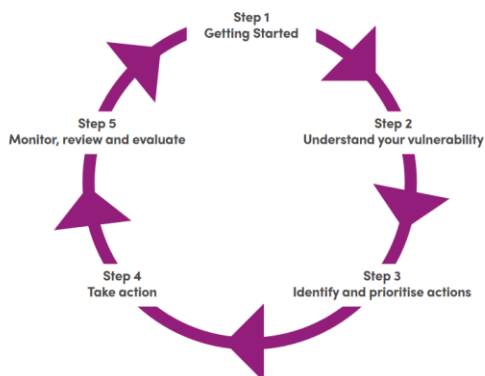 Step 1
Getting Started
Step 2
Understand your vulnerability
Step 3
Identify and prioritise actions
Step 4
Take action
Step 5
Monitor, review and evaluate